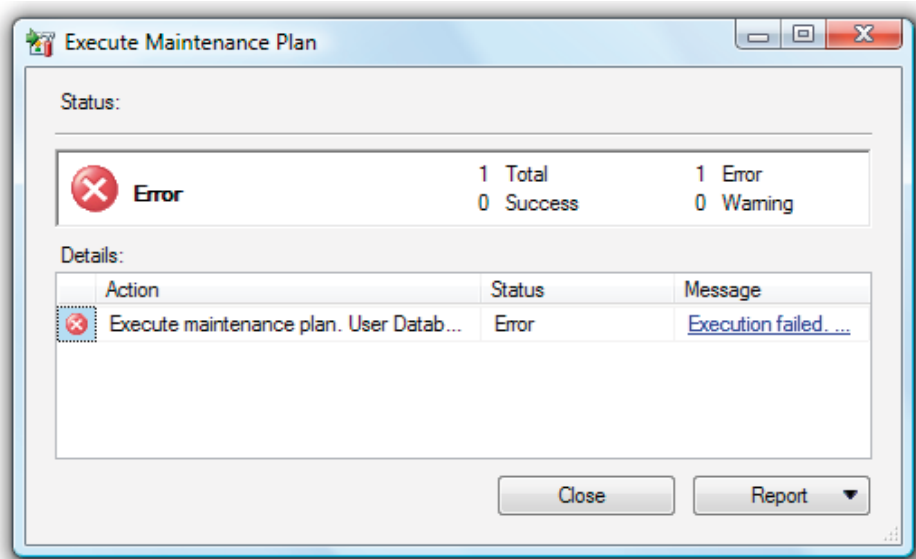 Execute Maintenance Plan
Status:
Error
1 Total 1 Error
0 Success 0 Warning
Details:
Action Status Message
Execute maintenance plan. User Datab... Error Execution failed. ...
Close Report